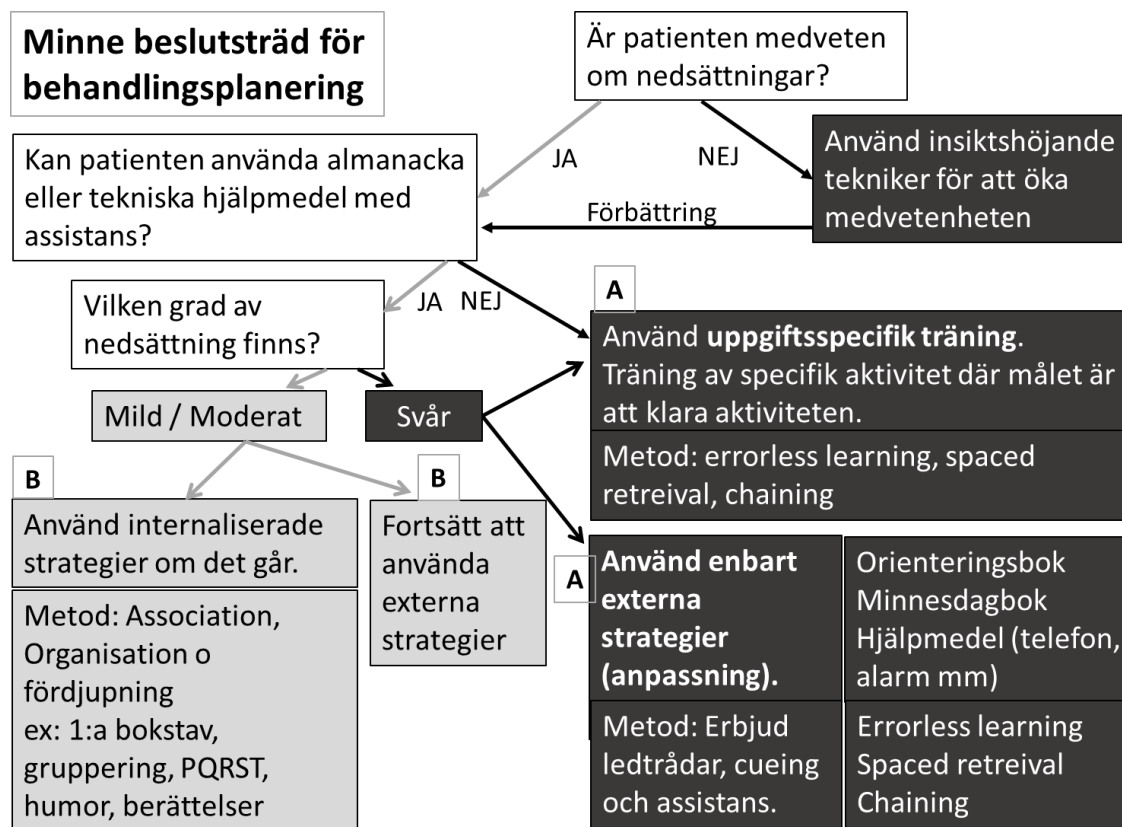 Minne beslutsträd för
behandlingsplanering
Är patienten medveten
om nedsättningar?
JA
NEJ
Använd insiktshöjande
tekniker för att öka
medvetenheten
Förbättring
Kan patienten använda almanacka
eller tekniska hjälpmedel med
assistans?
JA
NEJ
Vilken grad av
nedsättning finns?
Mild / Moderat
Svår
A
Använd uppgiftsspecifik träning.
Träning av specifik aktivitet där målet är
att klara aktiviteten.
Metod: errorless learning, spaced
retreival, chaining
B
Använd internaliserade
strategier om det går.
Metod: Association,
Organisation o
fördjupning
ex: 1:a bokstav,
gruppering, PQRST,
humor, berättelser
B
Fortsätt att
använda
externa
strategier
A
Använd enbart
externa
strategier
(anpassning).
Metod: Erbjud
ledtrådar, cueing
och assistans.
Orienteringsbok
Minnesdagbok
Hjälpmedel (telefon,
alarm mm)
Errorless learning
Spaced retreival
Chaining